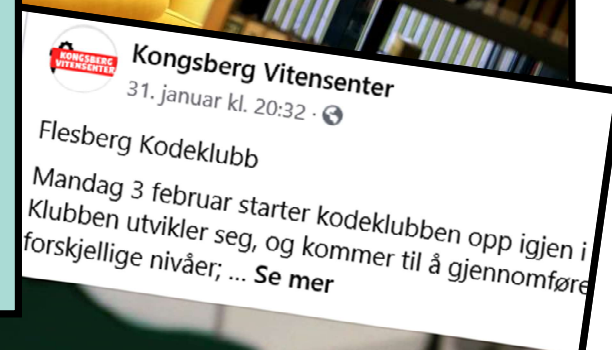 KONGSBERG
VITENSENTER
Kongsberg Vitensenter
31. januar kl. 20:32 ·
Flesberg Kodeklubb
Mandag 3 februar starter kodeklubben opp igjen i
Klubben utvikler seg, og kommer til å gjennomføre
forskjellige nivåer; ... Se mer